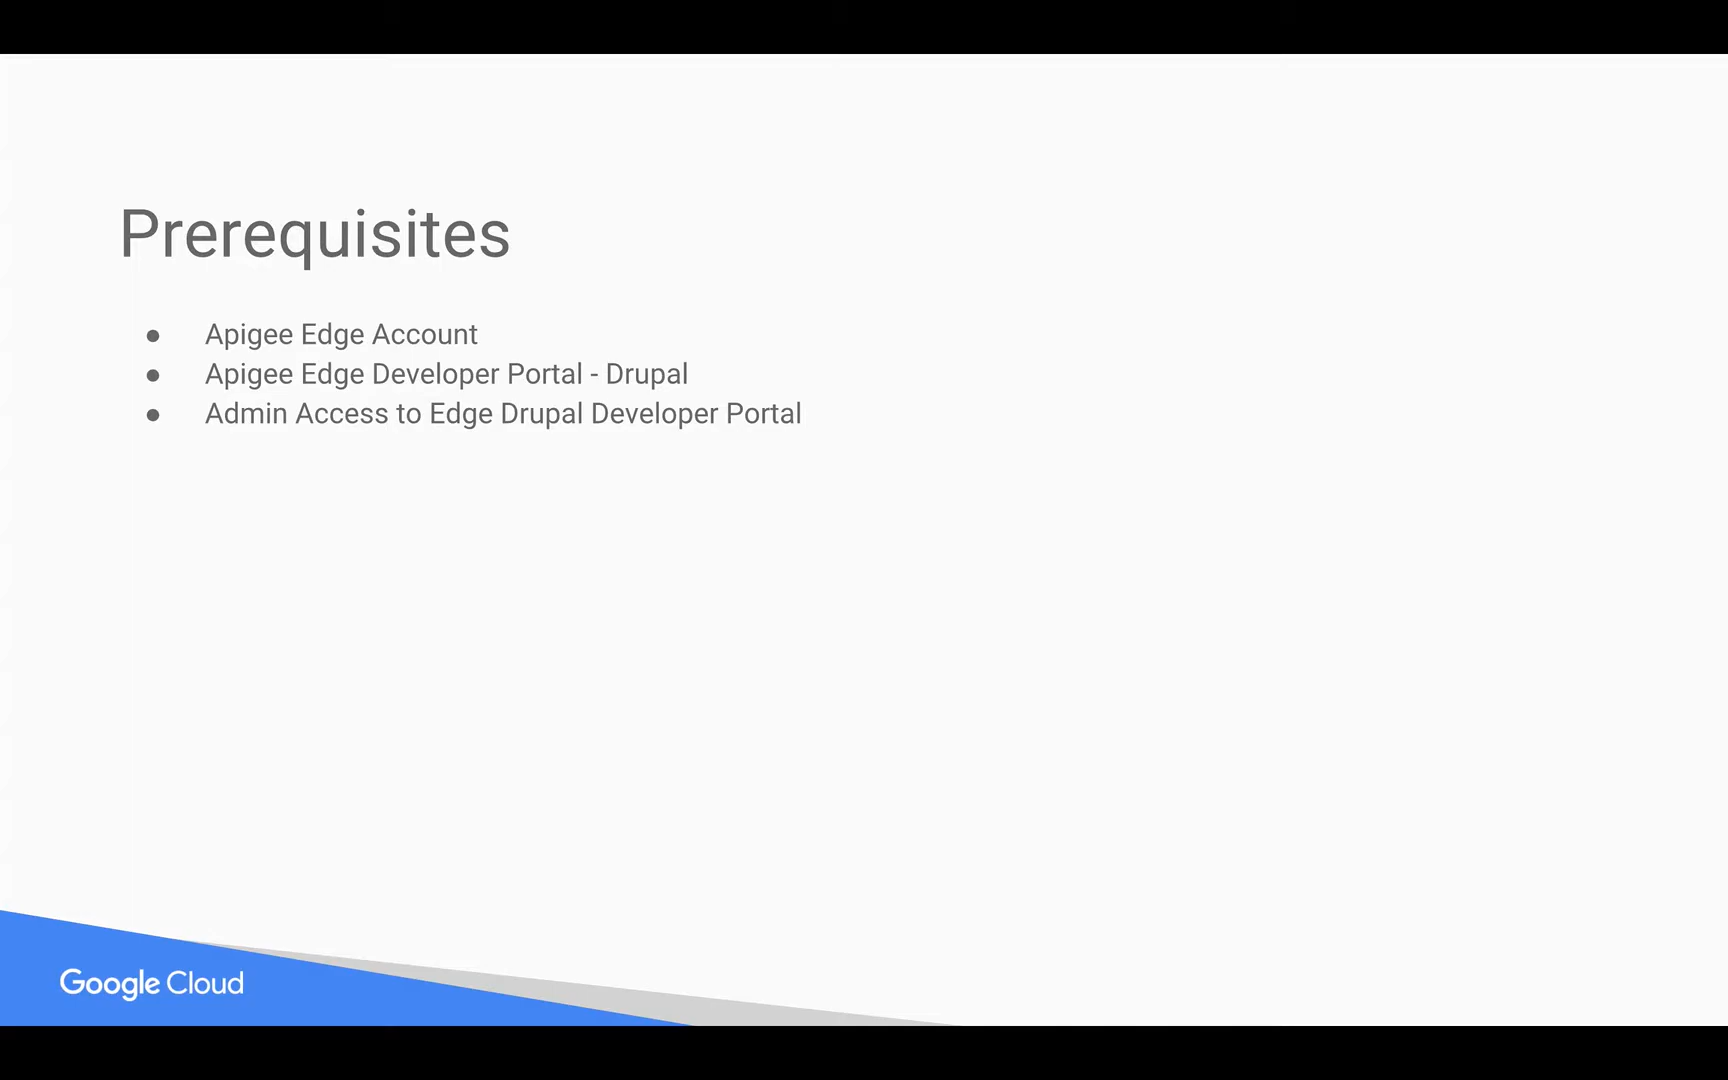 Prerequisites
● Apigee Edge Account
● Apigee Edge Developer Portal - Drupal
● Admin Access to Edge Drupal Developer Portal
Google Cloud